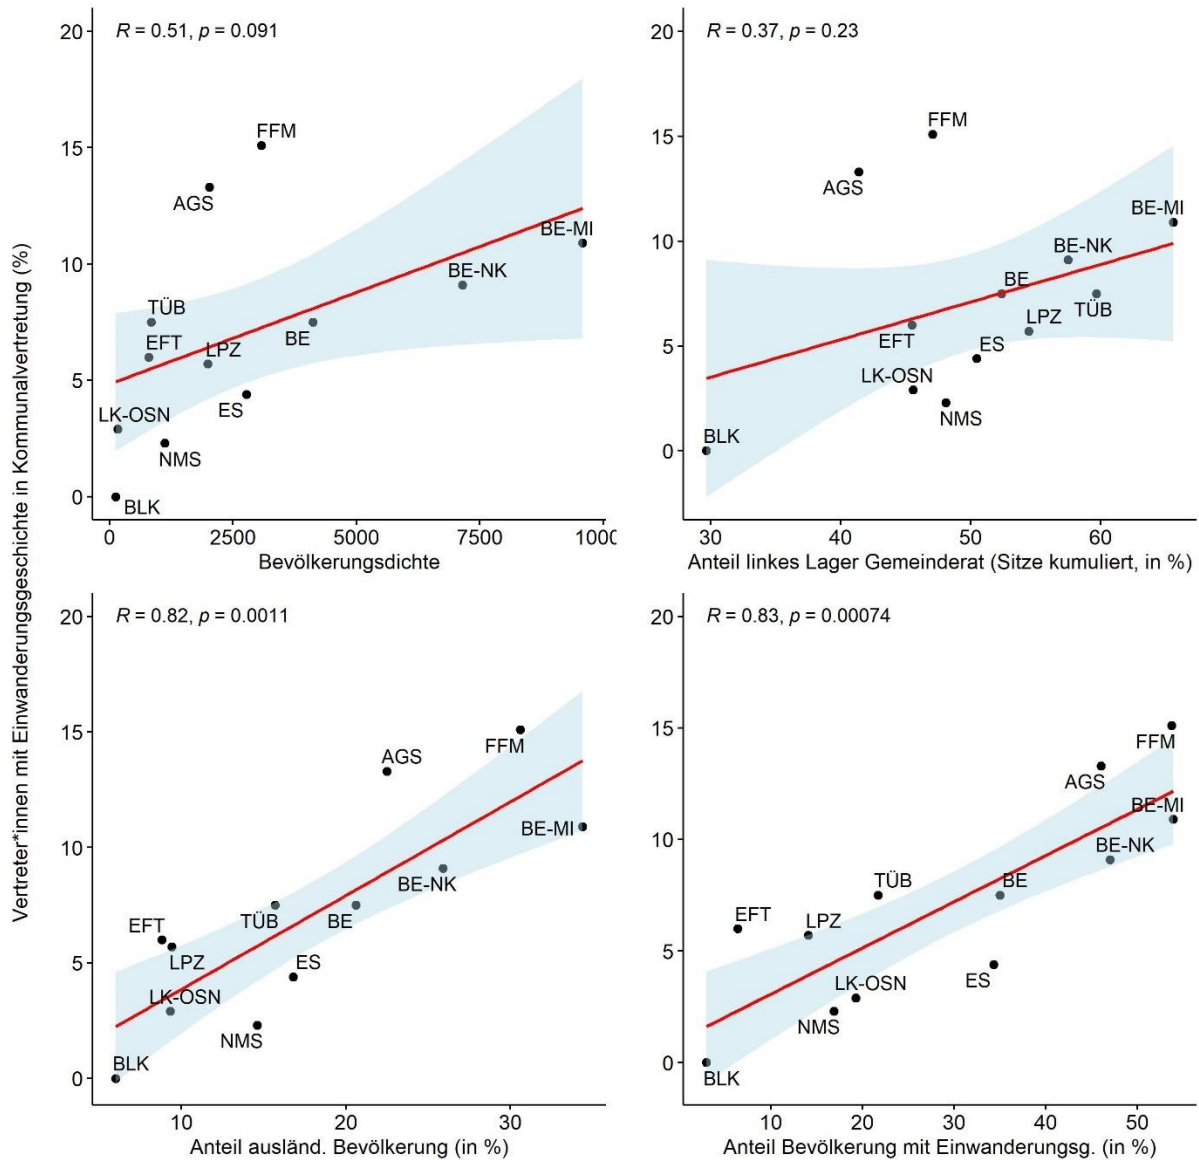 Vertreter*innen mit Einwanderungsgeschichte in Kommunalvertretung (%)
R = 0.51, p = 0.091
20
15
10
5
0
FFM
AGS
BE-MI
BE-NK
TÜB
EFT
LPZ
BE
ES
LK-OSN
NMS
BLK
0 2500 5000 7500 1000
Bevölkerungsdichte
R = 0.37, p = 0.23
20
15
10
5
0
FFM
AGS
BE-MI
BE-NK
BE
TÜB
LPZ
EFT
ES
LK-OSN
NMS
BLK
30 40 50 60
Anteil linkes Lager Gemeinderat (Sitze kumuliert, in %)
R = 0.82, p = 0.0011
20
15
10
5
0
FFM
AGS
BE-MI
BE-NK
TÜB
BE
EFT
LPZ
ES
LK-OSN
NMS
BLK
10 20 30
Anteil ausländ. Bevölkerung (in %)
R = 0.83, p = 0.00074
20
15
10
5
0
FFM
AGS
BE-MI
BE-NK
TÜB
BE
EFT
LPZ
ES
LK-OSN
NMS
BLK
10 20 30 40 50
Anteil Bevölkerung mit Einwanderungsg. (in %)